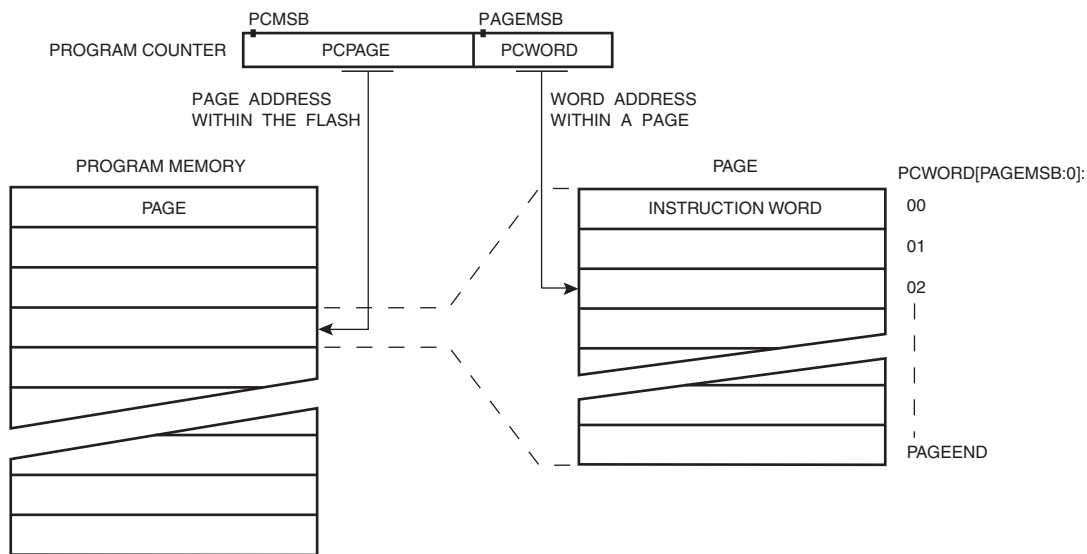 PCMSB
PAGEMSB
PROGRAM COUNTER
PCPAGE
PCWORD
PAGE ADDRESS
WITHIN THE FLASH
WORD ADDRESS
WITHIN A PAGE
PROGRAM MEMORY
PAGE
PAGE
PCWORD[PAGEMSB:0]:
INSTRUCTION WORD
00
01
02
PAGEEND